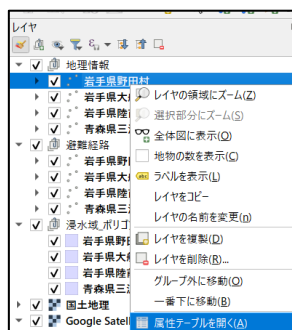 レイヤ
地理情報
岩手県野田村
岩手県大
岩手県陸
青森県三
避難経路
岩手県野
岩手県大
岩手県陸
青森県三
浸水域_ポリゴ
岩手県野
岩手県大
岩手県陸
青森県三
国土地理
Google Satell
レイヤの領域にズーム(Z)
選択部分にズーム(S)
全体図に表示(O)
地物の数を表示(C)
ラベルを表示(L)
レイヤをコピー
レイヤの名前を変更(n)
レイヤを複製(D)
レイヤを削除(R)...
グループ外に移動(O)
一番下に移動(B)
属性テーブルを開く(A)